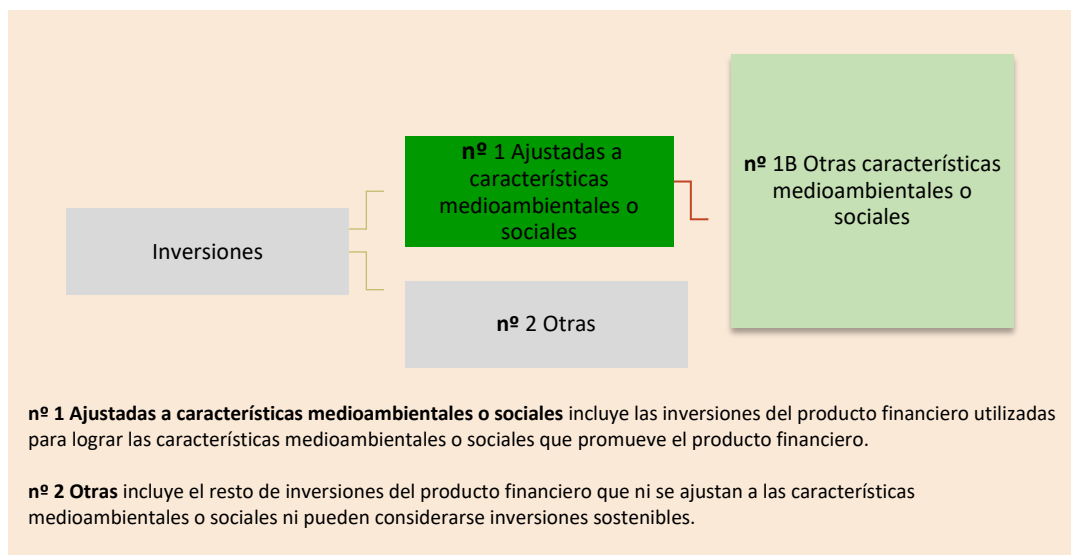 Inversiones
nº 1 Ajustadas a
características
medioambientales o
sociales
nº 2 Otras
nº 1B Otras características
medioambientales o
sociales
nº 1 Ajustadas a características medioambientales o sociales incluye las inversiones del producto financiero utilizadas
para lograr las características medioambientales o sociales que promueve el producto financiero.
nº 2 Otras incluye el resto de inversiones del producto financiero que ni se ajustan a las características
medioambientales o sociales ni pueden considerarse inversiones sostenibles.